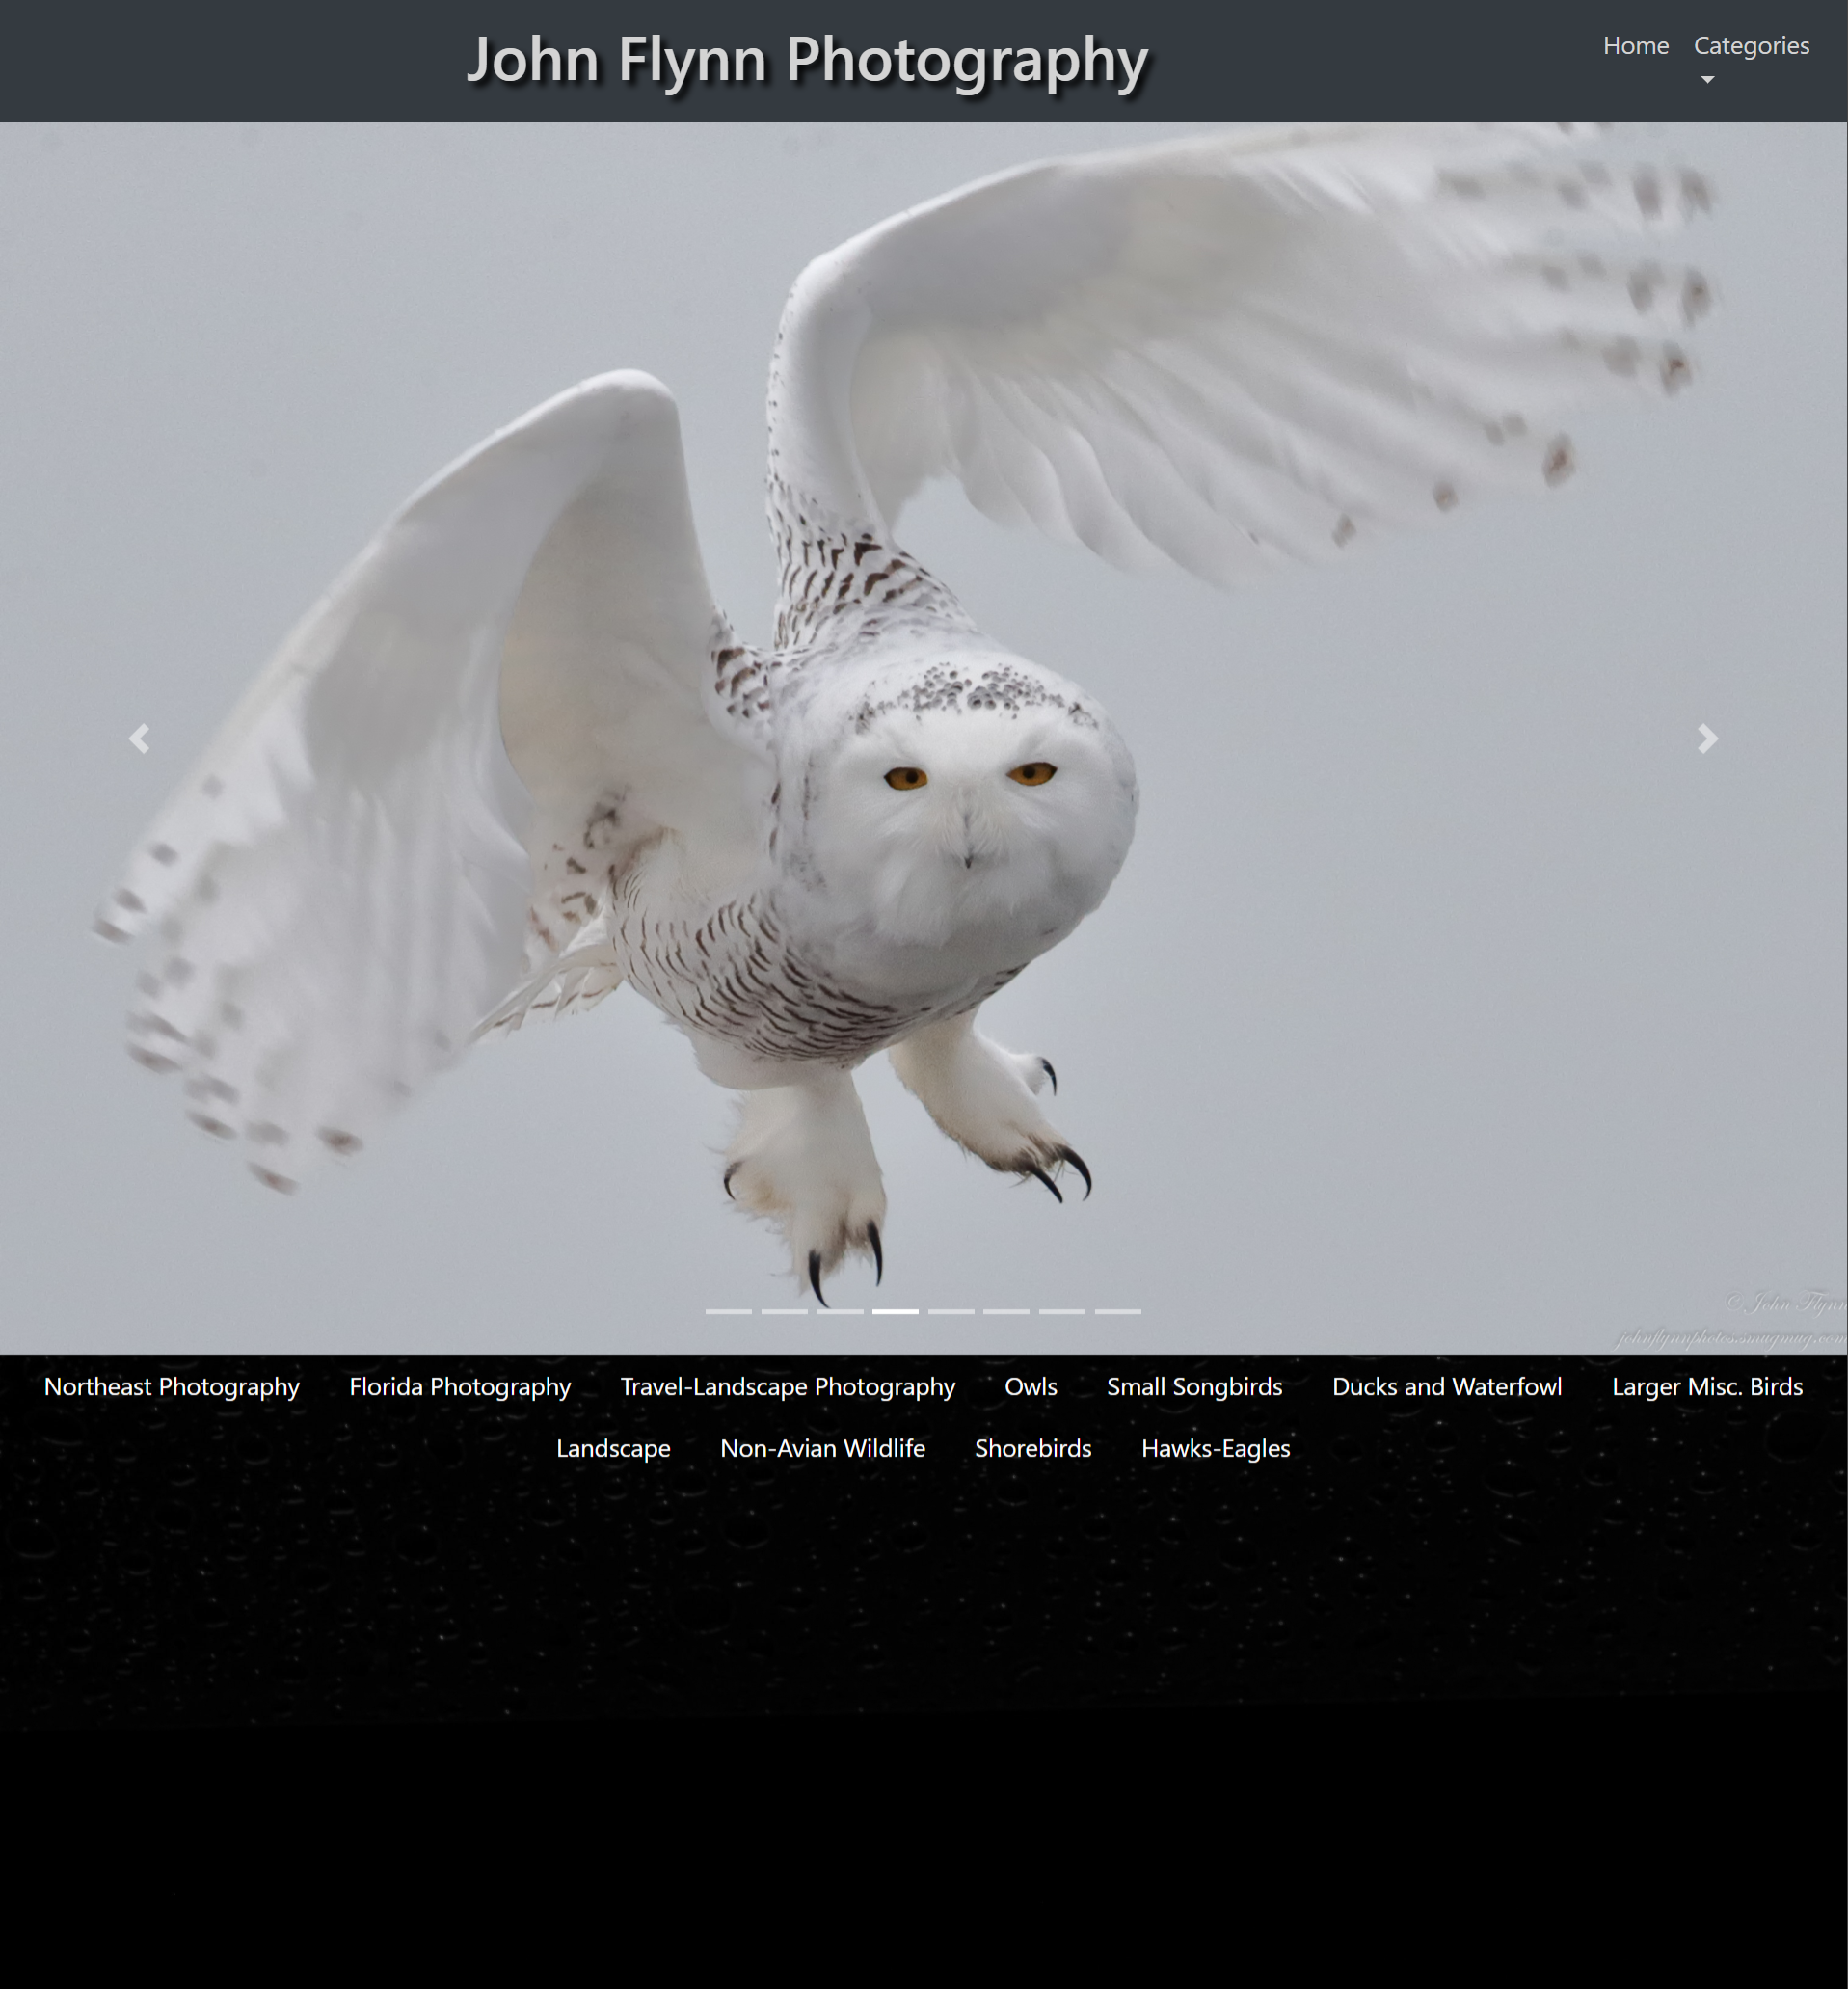 John Flynn Photography
Home Categories
© John Flynn
johnflynnphotos.smugmug.com
Northeast Photography Florida Photography Travel-Landscape Photography Owls Small Songbirds Ducks and Waterfowl Larger Misc. Birds
Landscape Non-Avian Wildlife Shorebirds Hawks-Eagles